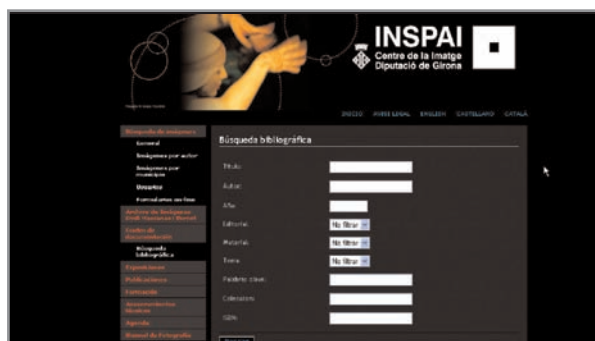 INSPAI
Centre de la Imatge
Diputació de Girona
INICIO AVISO LEGAL ENGLISH CASTELLANO CATALÀ
Búsqueda de imágenes
General
Imágenes por autor
Imágenes por
municipio
Usuarios
Formularios on-line
Archivo de Imágenes
Centro de
documentación
Búsqueda
bibliográfica
Exposiciones
Publicaciones
Formación
Asesoramientos
técnicos
Agenda
Manual de Fotografía
Búsqueda bibliográfica
Título:
Autor:
Año:
Editorial:
No filtrar
Material:
No filtrar
Tema:
No filtrar
Palabras clave:
ISBN: